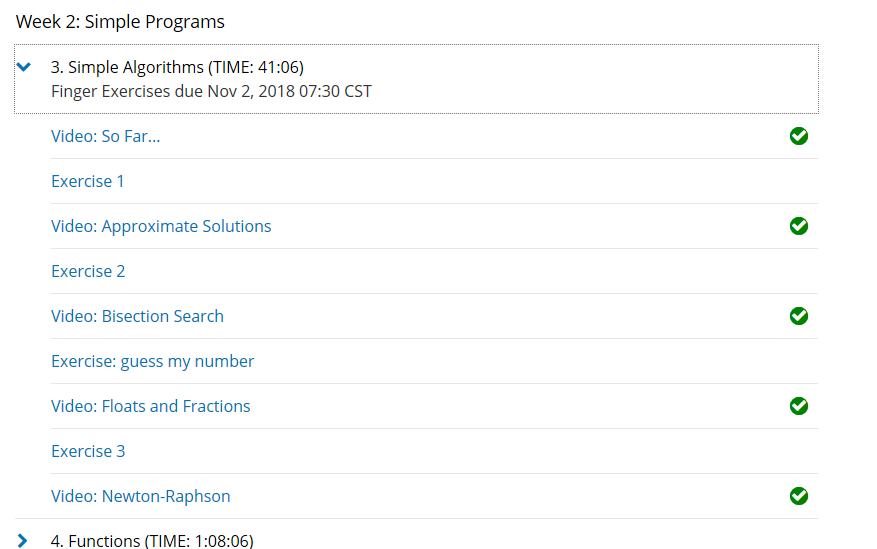 Week 2: Simple Programs
3. Simple Algorithms (TIME: 41:06)
Finger Exercises due Nov 2, 2018 07:30 CST
Video: So Far...
Exercise 1
Video: Approximate Solutions
Exercise 2
Video: Bisection Search
Exercise: guess my number
Video: Floats and Fractions
Exercise 3
Video: Newton-Raphson
4. Functions (TIME: 1:08:06)